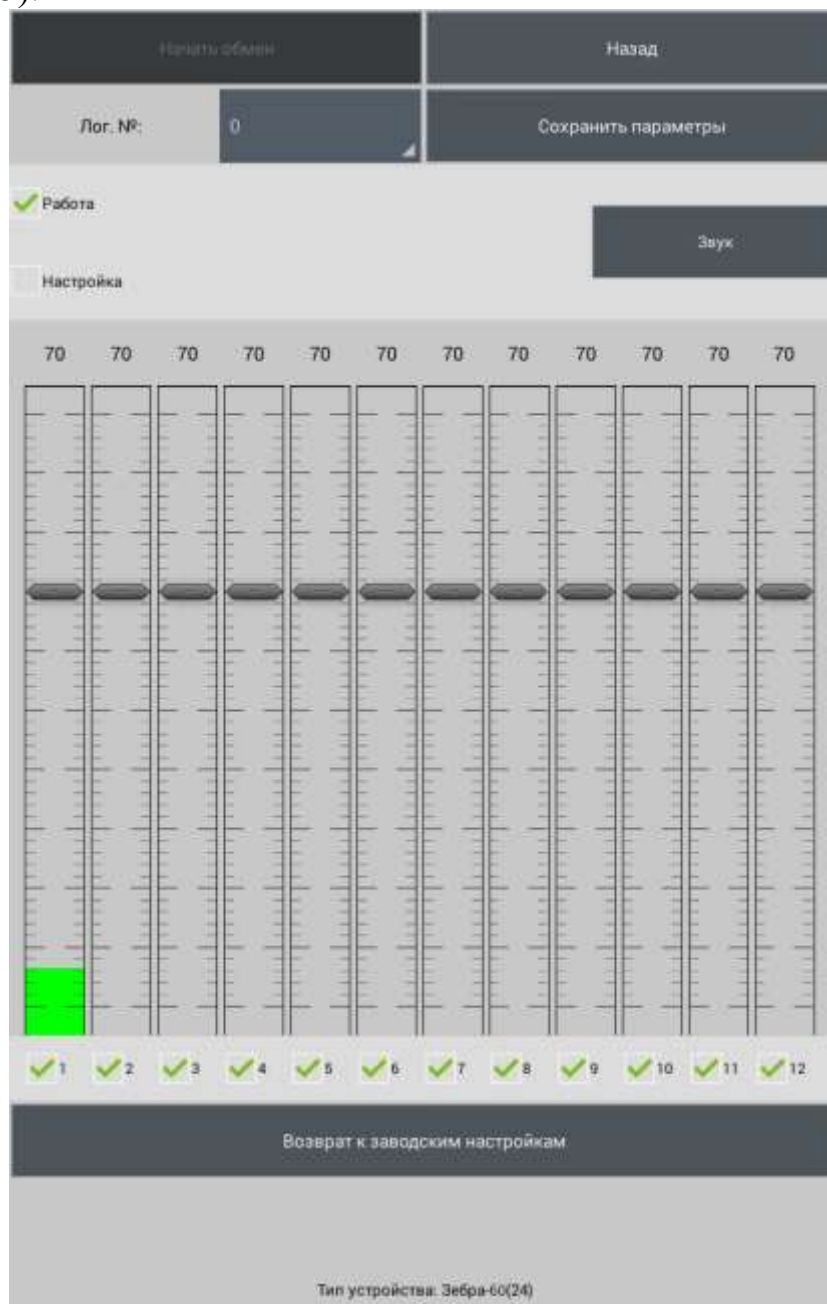 Начать обмен
Назад
Лог. №:
0
Сохранить параметры
Работа
Звук
Настройка
70 70 70 70 70 70 70 70 70 70 70 70
1 2 3 4 5 6 7 8 9 10 11 12
Возврат к заводским настройкам
Тип устройства: Зебра-60(24)